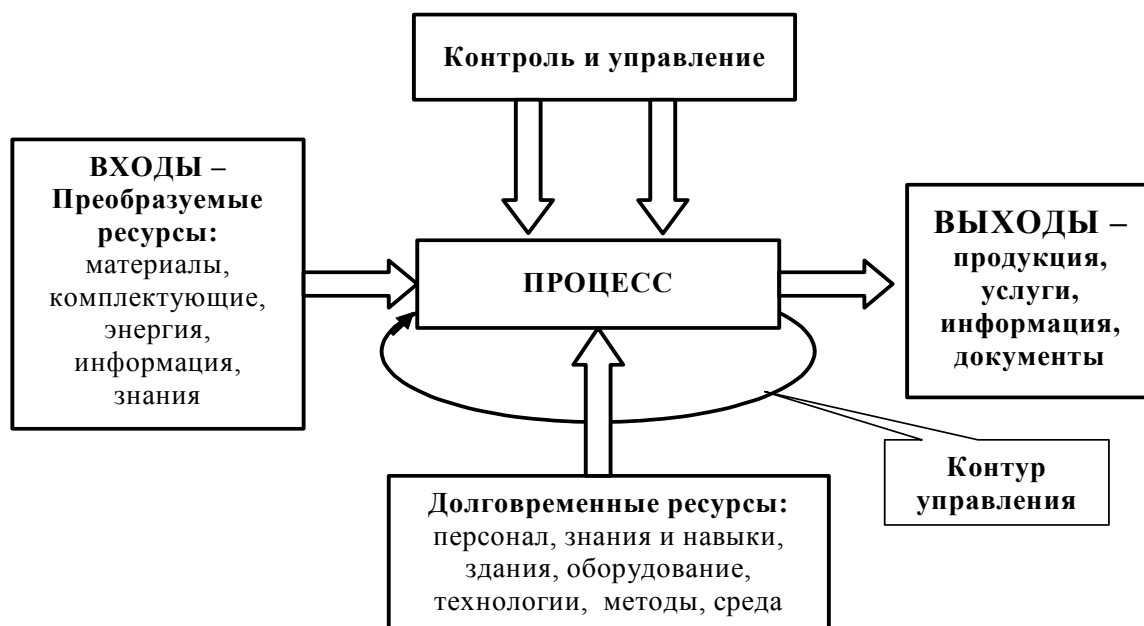 Контроль и управление
ВХОДЫ –
Преобразуемые
ресурсы:
материалы,
комплектующие,
энергия,
информация,
знания
ПРОЦЕСС
ВЫХОДЫ –
продукция,
услуги,
информация,
документы
Контур
управления
Долговременные ресурсы:
персонал, знания и навыки,
здания, оборудование,
технологии, методы, среда